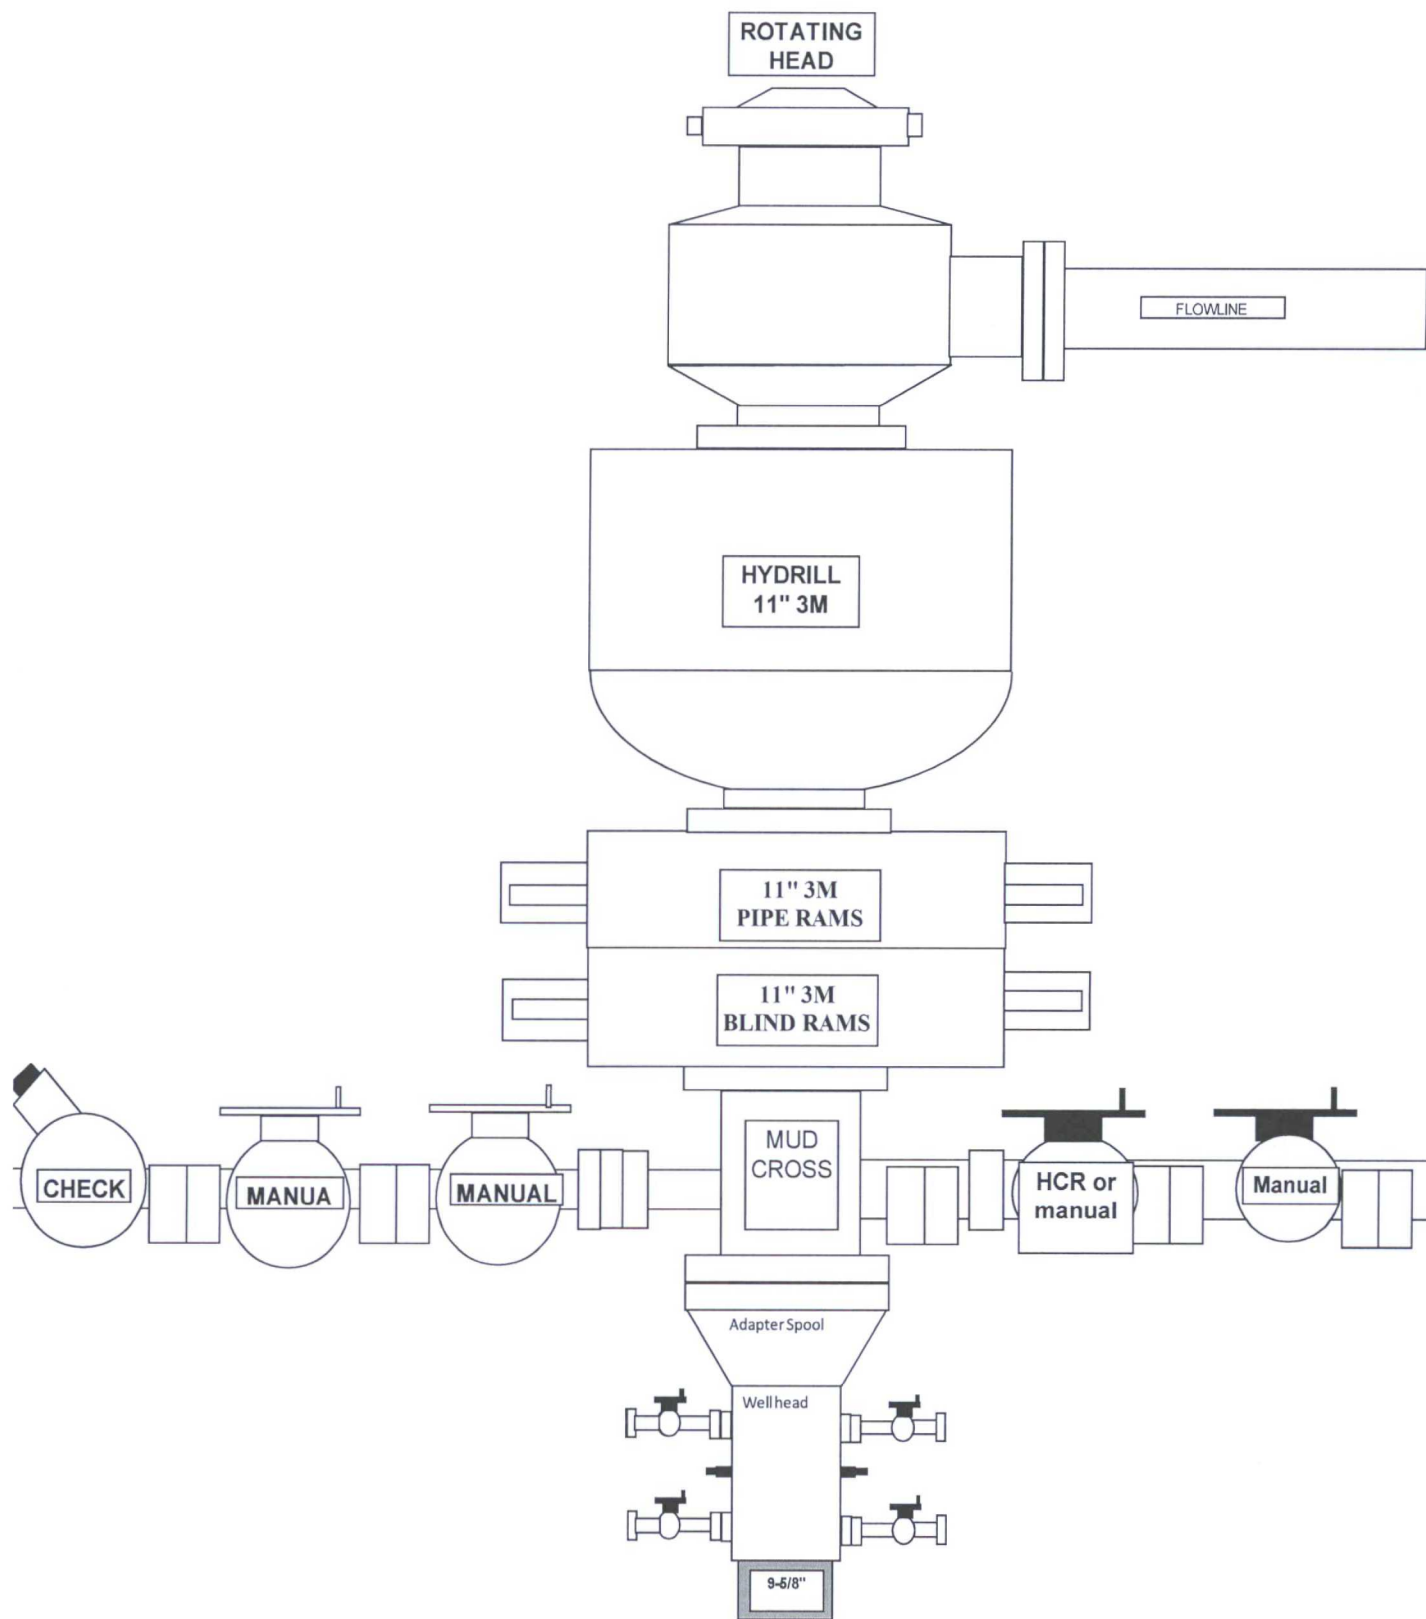 ROTATING
HEAD
FLOWLINE
HYDRILL
11" 3M
11" 3M
PIPE RAMS
11" 3M
BLIND RAMS
CHECK
MANUA
MANUAL
MUD
CROSS
HCR or
manual
Manual
Adapter Spool
Wellhead
9-5/8"